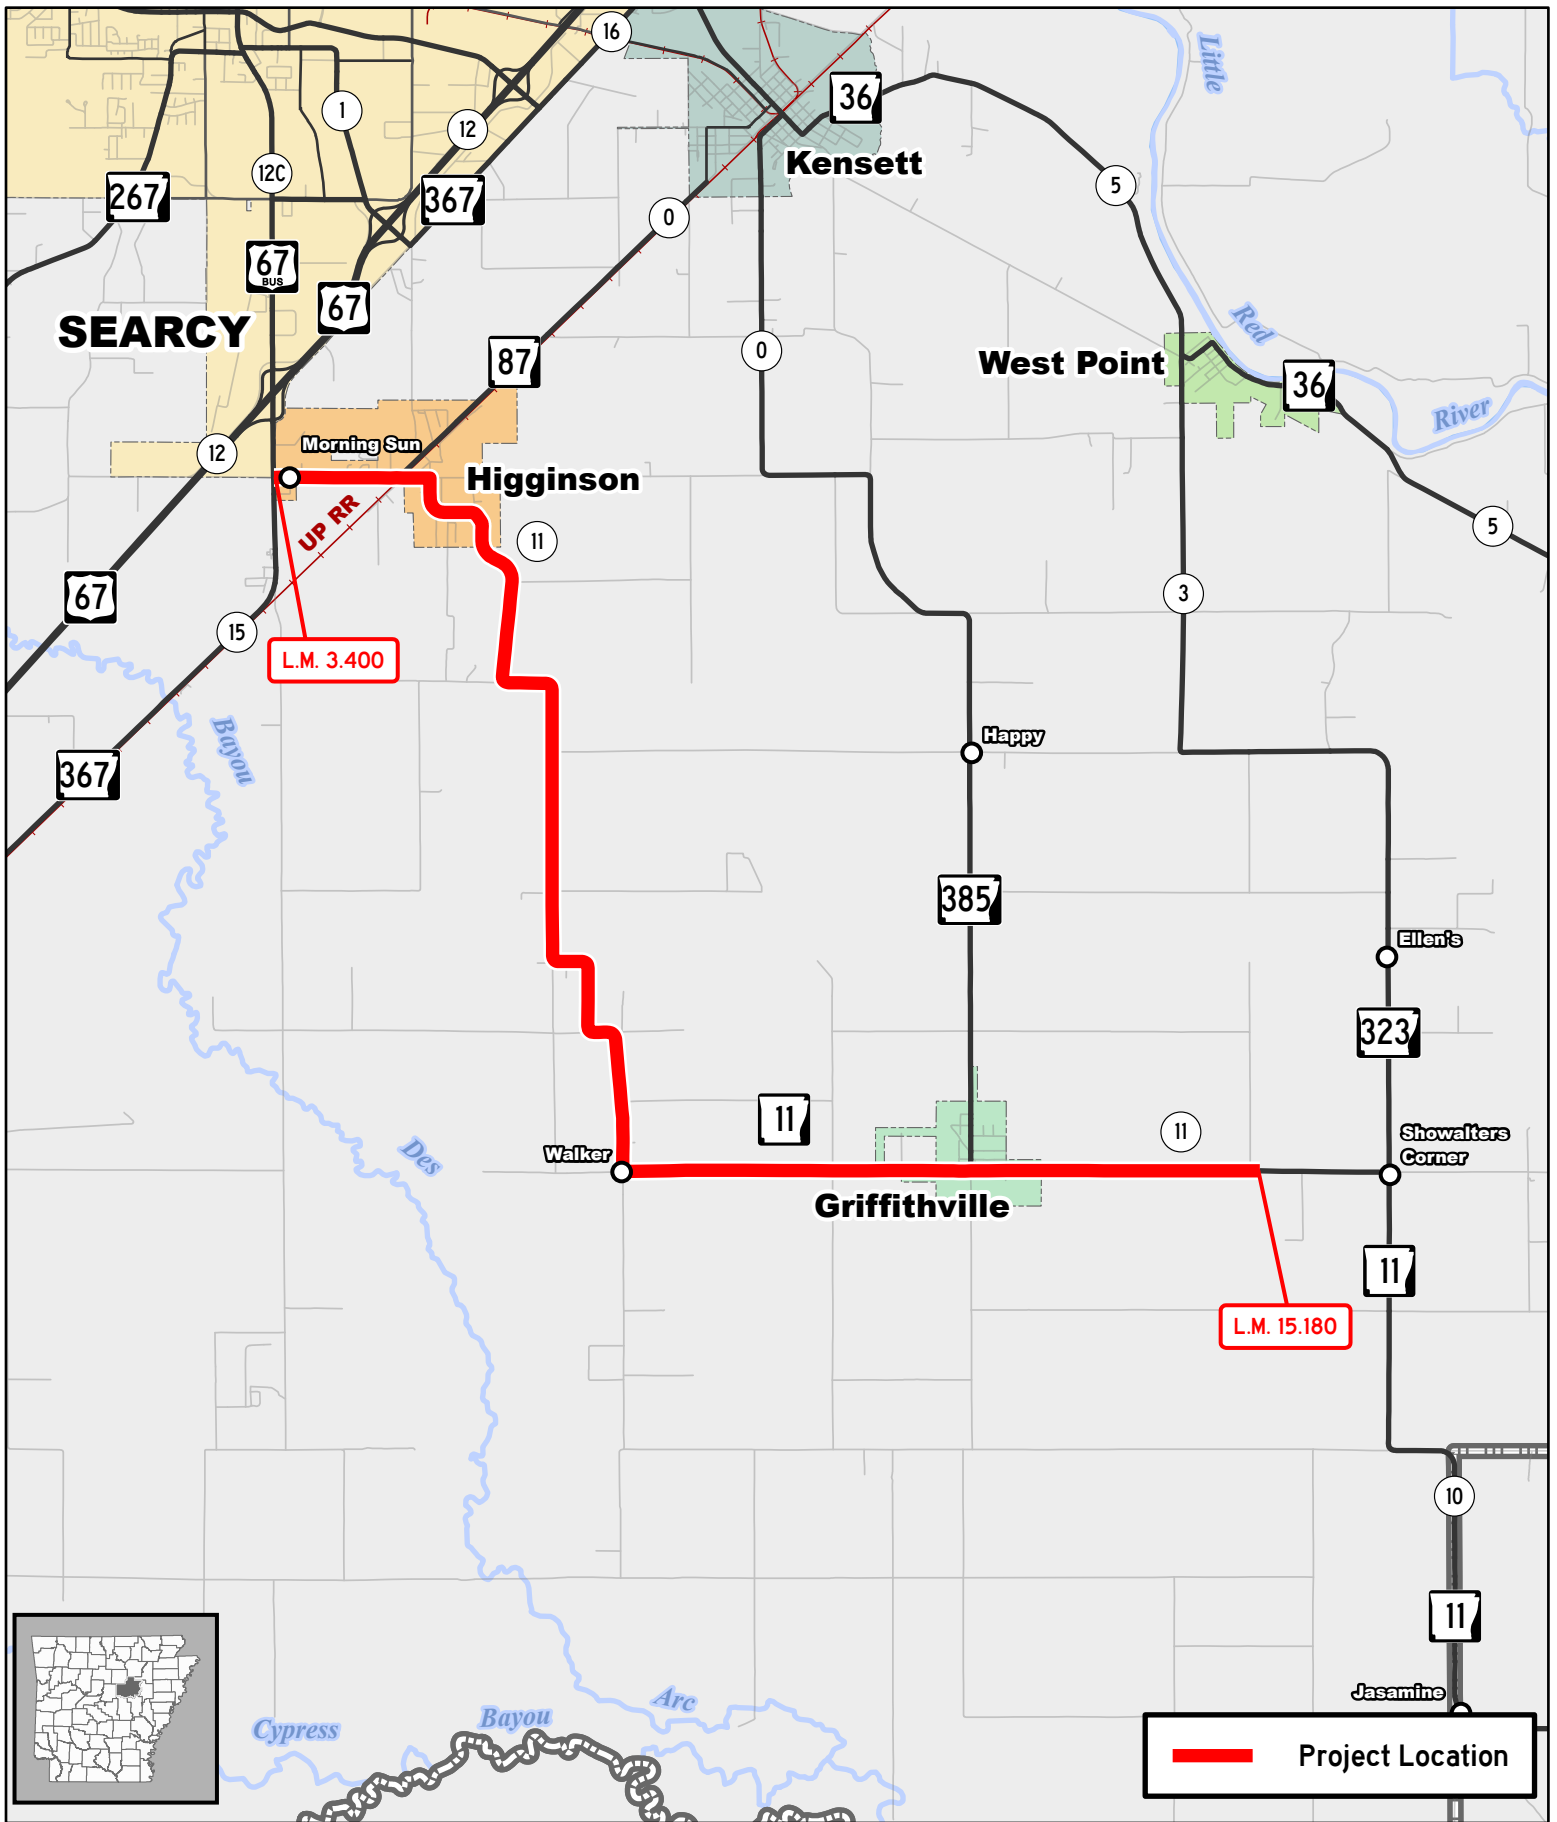 16
Little
1
36
12
Kensett
12C
5
267
367
0
67
BUS
67
Red
SEARCY
0
87
West Point
36
River
Morning Sun
12
Higginson
UP RR
5
11
67
3
15
L.M. 3.400
Bayou
Happy
367
385
Ellen's
323
11
11
Showalters
Corner
Des
Walker
Griffithville
11
L.M. 15.180
10
11
Jasamine
Arc
Bayou
Cypress
Project Location